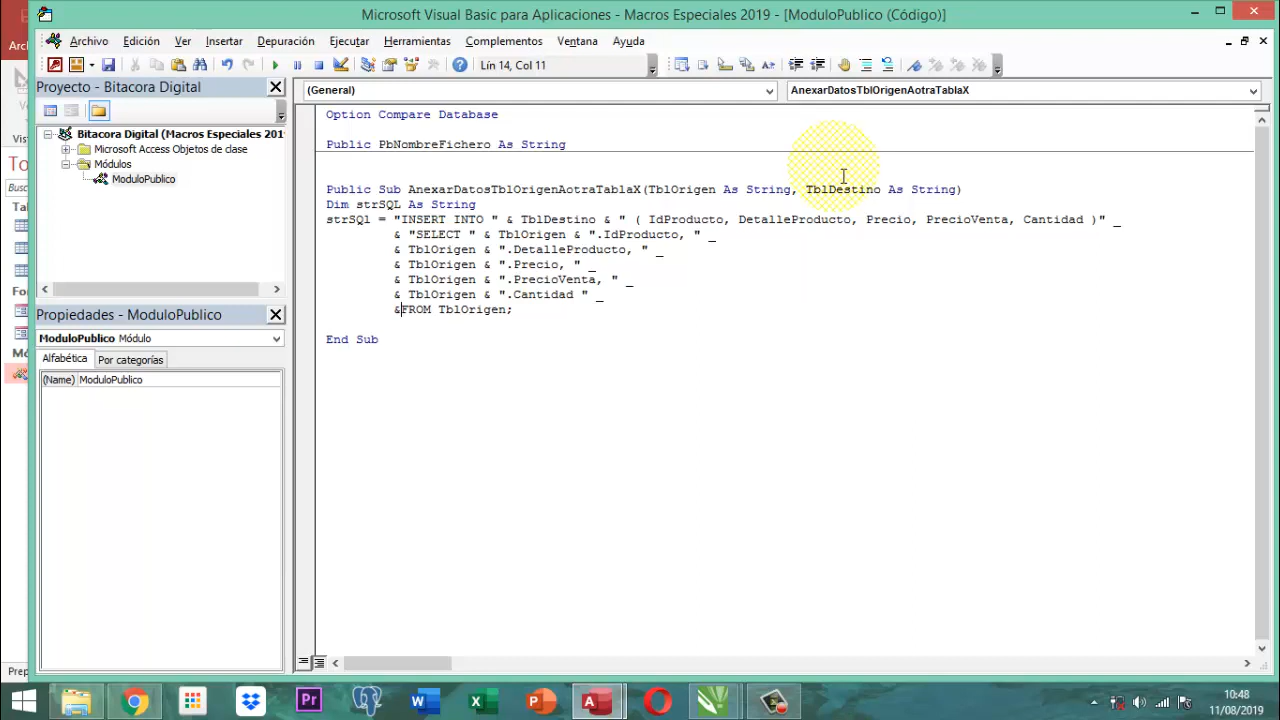 Microsoft Visual Basic para Aplicaciones - Macros Especiales 2019 - [ModuloPublico (Código)]
Archivo Edición Ver Insertar Depuración Ejecutar Herramientas Complementos Ventana Ayuda
Lín 14, Col 11
Proyecto - Bitacora Digital
Bitacora Digital (Macros Especiales 201
Microsoft Access Objetos de clase
Módulos
ModuloPublico
Propiedades - ModuloPublico
ModuloPublico Módulo
Alfabética Por categorías
(Name) ModuloPublico
(General)
AnexarDatosTblOrigenAotraTablaX
Option Compare Database
Public PbNombreFichero As String
Public Sub AnexarDatosTblOrigenAotraTablaX(TblOrigen As String, TblDestino As String)
Dim strSQL As String
strSQl = "INSERT INTO " & TblDestino & " ( IdProducto, DetalleProducto, Precio, PrecioVenta, Cantidad )" _
& "SELECT " & TblOrigen & ".IdProducto, " _
& TblOrigen & ".DetalleProducto, " _
& TblOrigen & ".Precio, " _
& TblOrigen & ".PrecioVenta, " _
& TblOrigen & ".Cantidad " _
&FROM TblOrigen;
End Sub
Pr
W
X
P
A
10:48
11/08/2019